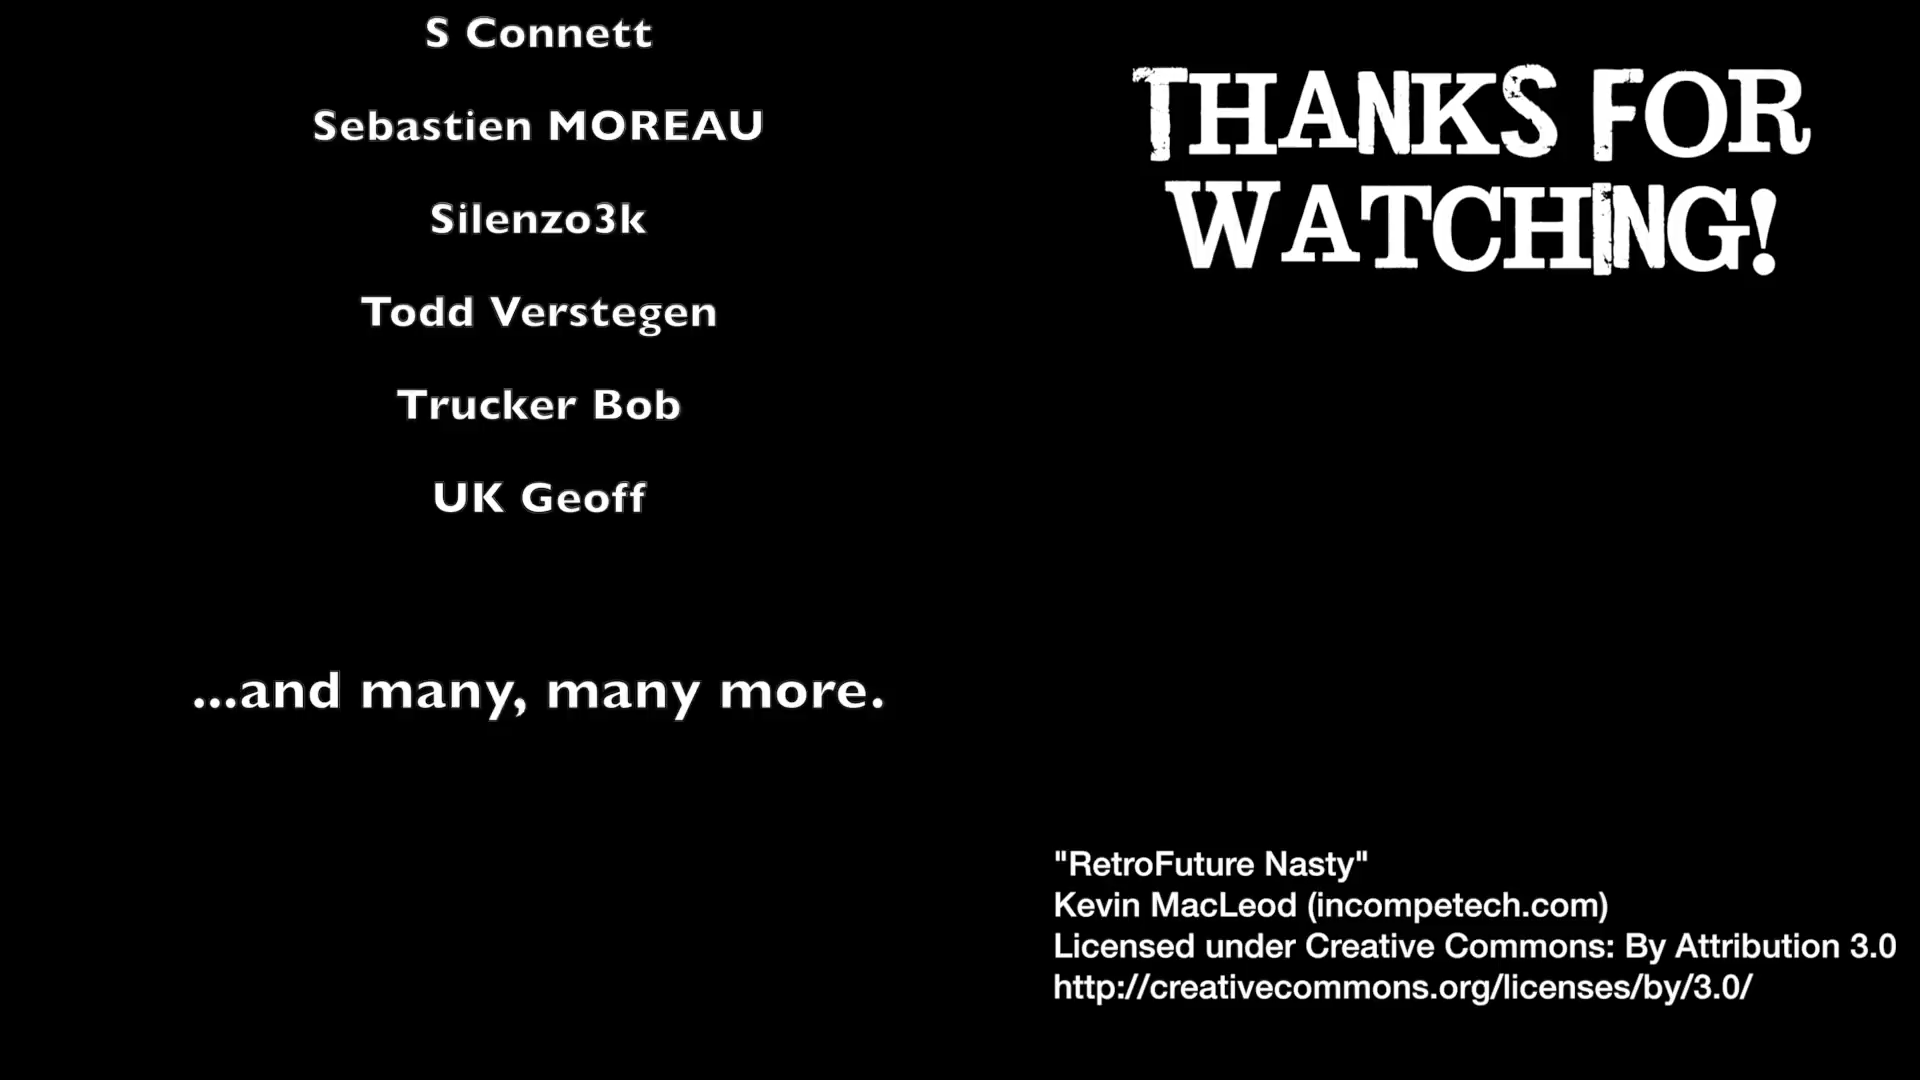 S Connett
Sebastien MOREAU
Silenzo3k
Todd Verstegen
Trucker Bob
UK Geoff
...and many, many more.
THANKS FOR
WATCHING!
"RetroFuture Nasty"
Kevin MacLeod (incompetech.com)
Licensed under Creative Commons: By Attribution 3.0
http://creativecommons.org/licenses/by/3.0/